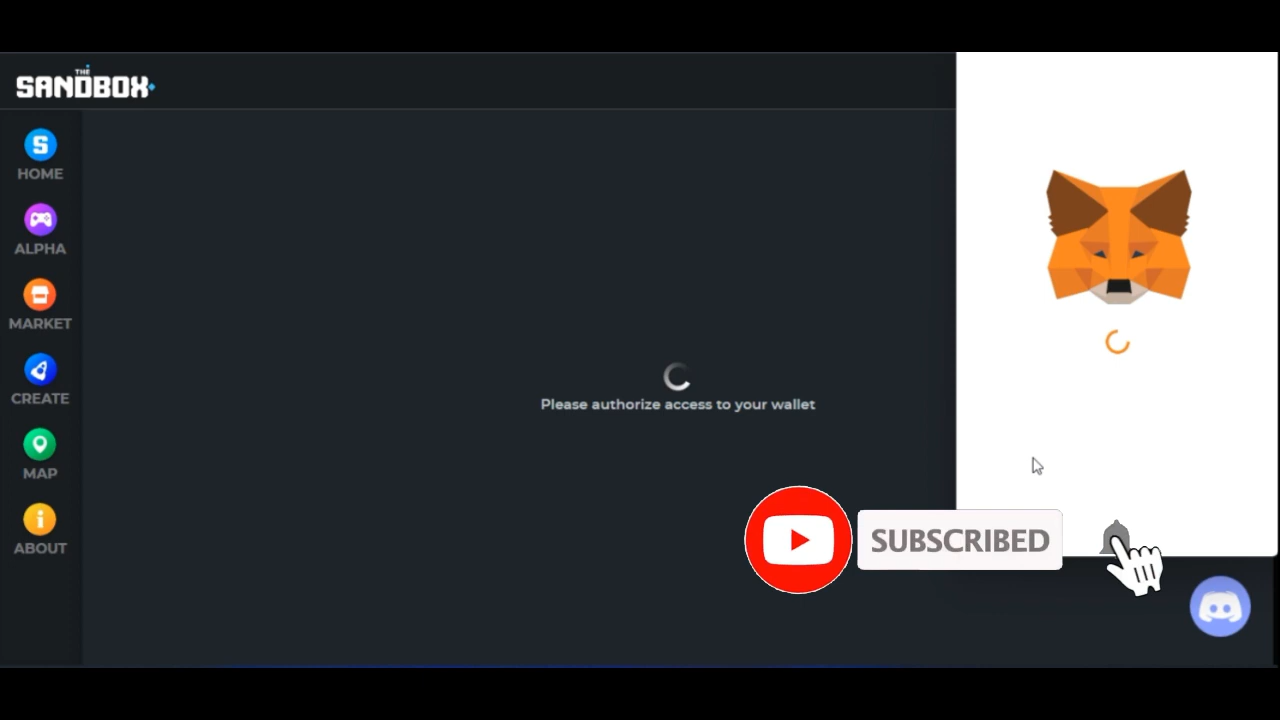 THE
SANDBOX
HOME
ALPHA
MARKET
CREATE
MAP
ABOUT
Please authorize access to your wallet
SUBSCRIBED